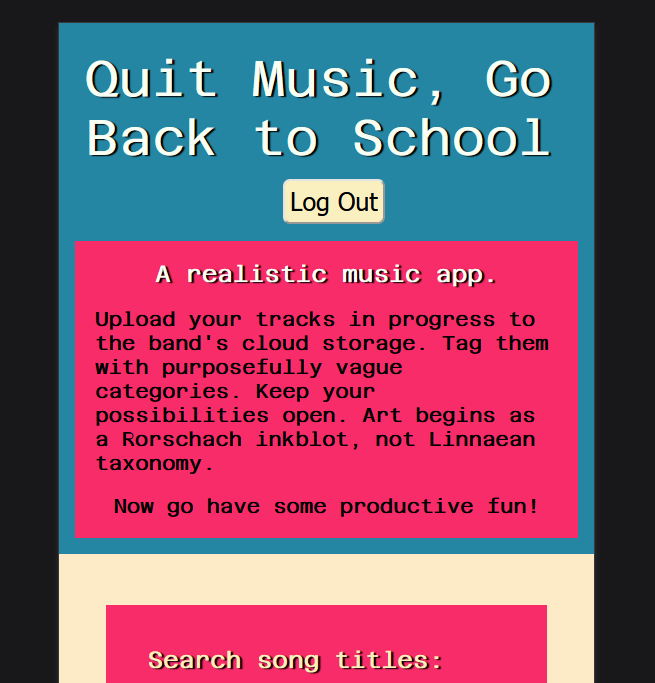 Quit Music, Go
Back to School
Log Out
A realistic music app.
Upload your tracks in progress to
the band's cloud storage. Tag them
with purposefully vague
categories. Keep your
possibilities open. Art begins as
a Rorschach inkblot, not Linnaean
taxonomy.
Now go have some productive fun!
Search song titles: